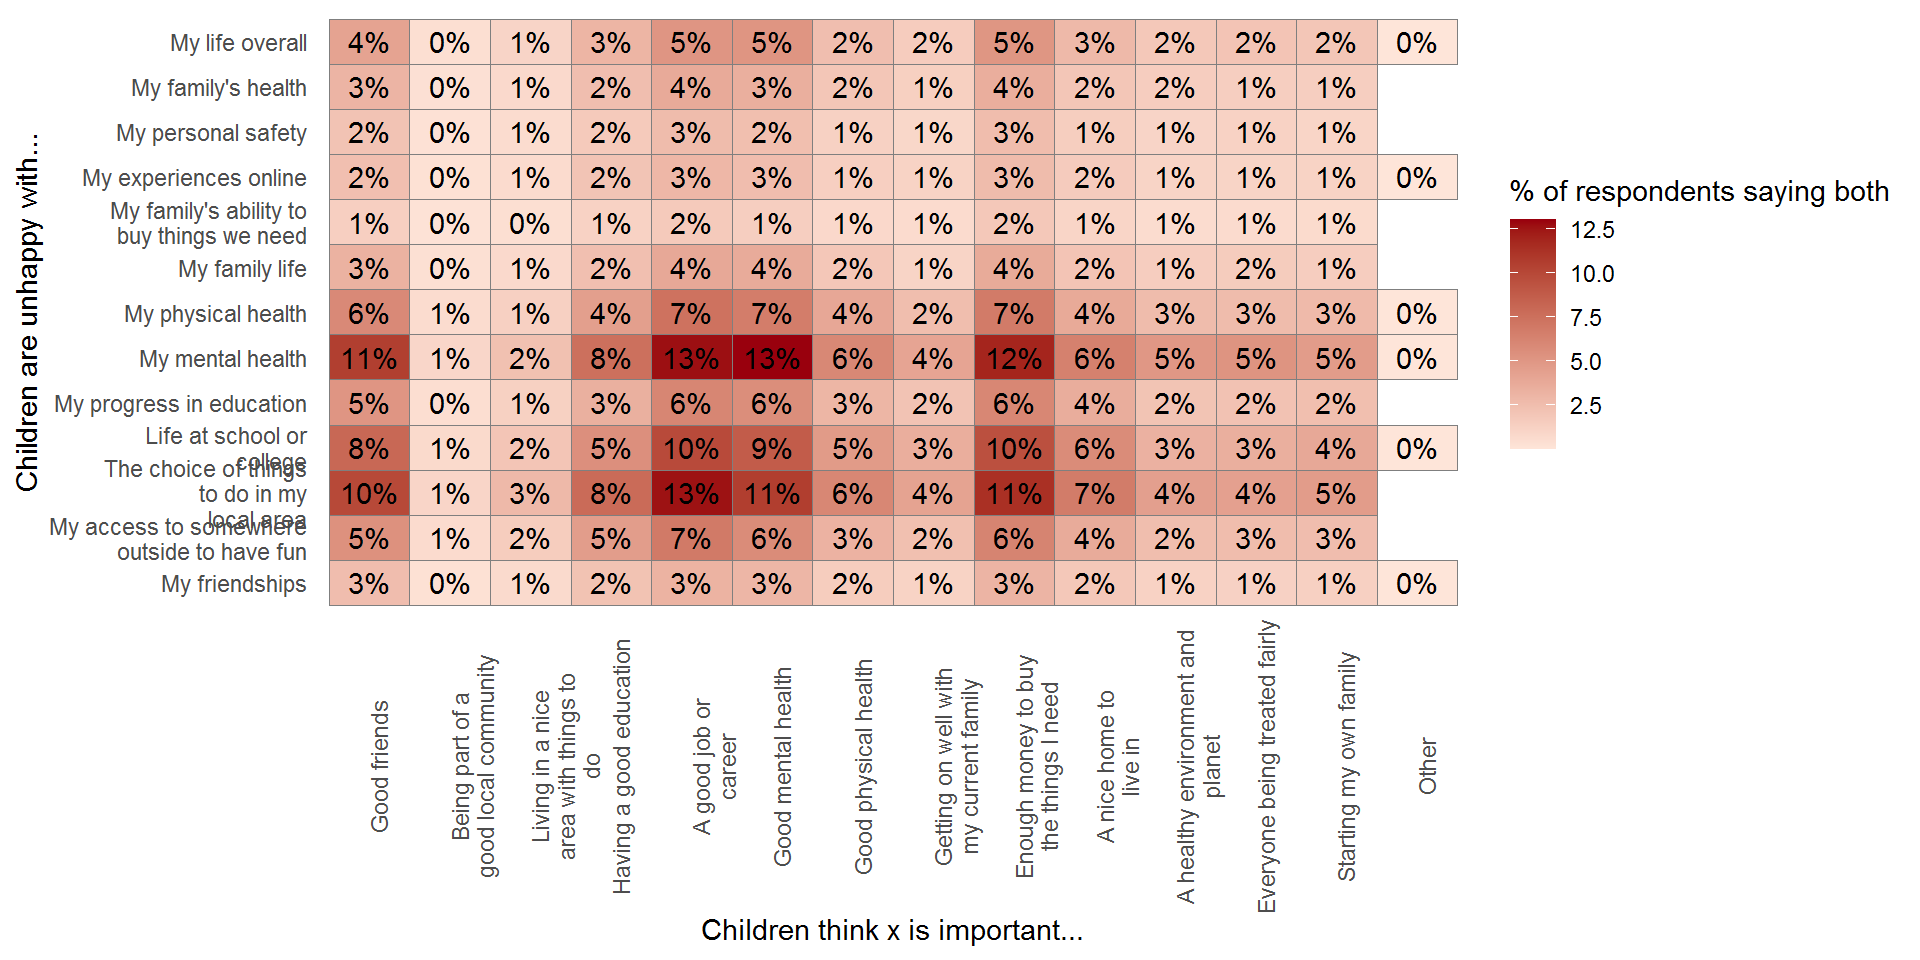 Children are unhappy with...
My life overall
4% 0% 1% 3% 5% 5% 2% 2% 5% 3% 2% 2% 2% 0%
My family's health
3% 0% 1% 2% 4% 3% 2% 1% 4% 2% 2% 1% 1%
My personal safety
2% 0% 1% 2% 3% 2% 1% 1% 3% 1% 1% 1% 1%
My experiences online
2% 0% 1% 2% 3% 3% 1% 1% 3% 2% 1% 1% 1% 0%
My family's ability to
buy things we need
1% 0% 0% 1% 2% 1% 1% 1% 2% 1% 1% 1% 1%
My family life
3% 0% 1% 2% 4% 4% 2% 1% 4% 2% 1% 2% 1%
My physical health
6% 1% 1% 4% 7% 7% 4% 2% 7% 4% 3% 3% 3% 0%
My mental health
11% 1% 2% 8% 13% 13% 6% 4% 12% 6% 5% 5% 5% 0%
My progress in education
5% 0% 1% 3% 6% 6% 3% 2% 6% 4% 2% 2% 2%
Life at school or
college
8% 1% 2% 5% 10% 9% 5% 3% 10% 6% 3% 3% 4% 0%
The choice of things
to do in my
local area
10% 1% 3% 8% 13% 11% 6% 4% 11% 7% 4% 4% 5%
My access to somewhere
outside to have fun
5% 1% 2% 5% 7% 6% 3% 2% 6% 4% 2% 3% 3%
My friendships
3% 0% 1% 2% 3% 3% 2% 1% 3% 2% 1% 1% 1% 0%
Good friends
Being part of a
good local community
Living in a nice
area with things to
do
Having a good education
A good job or
career
Good mental health
Good physical health
Getting on well with
my current family
Enough money to buy
the things I need
A nice home to
live in
A healthy environment and
planet
Everyone being treated fairly
Starting my own family
Other
Children think x is important...
% of respondents saying both
12.5
10.0
7.5
5.0
2.5